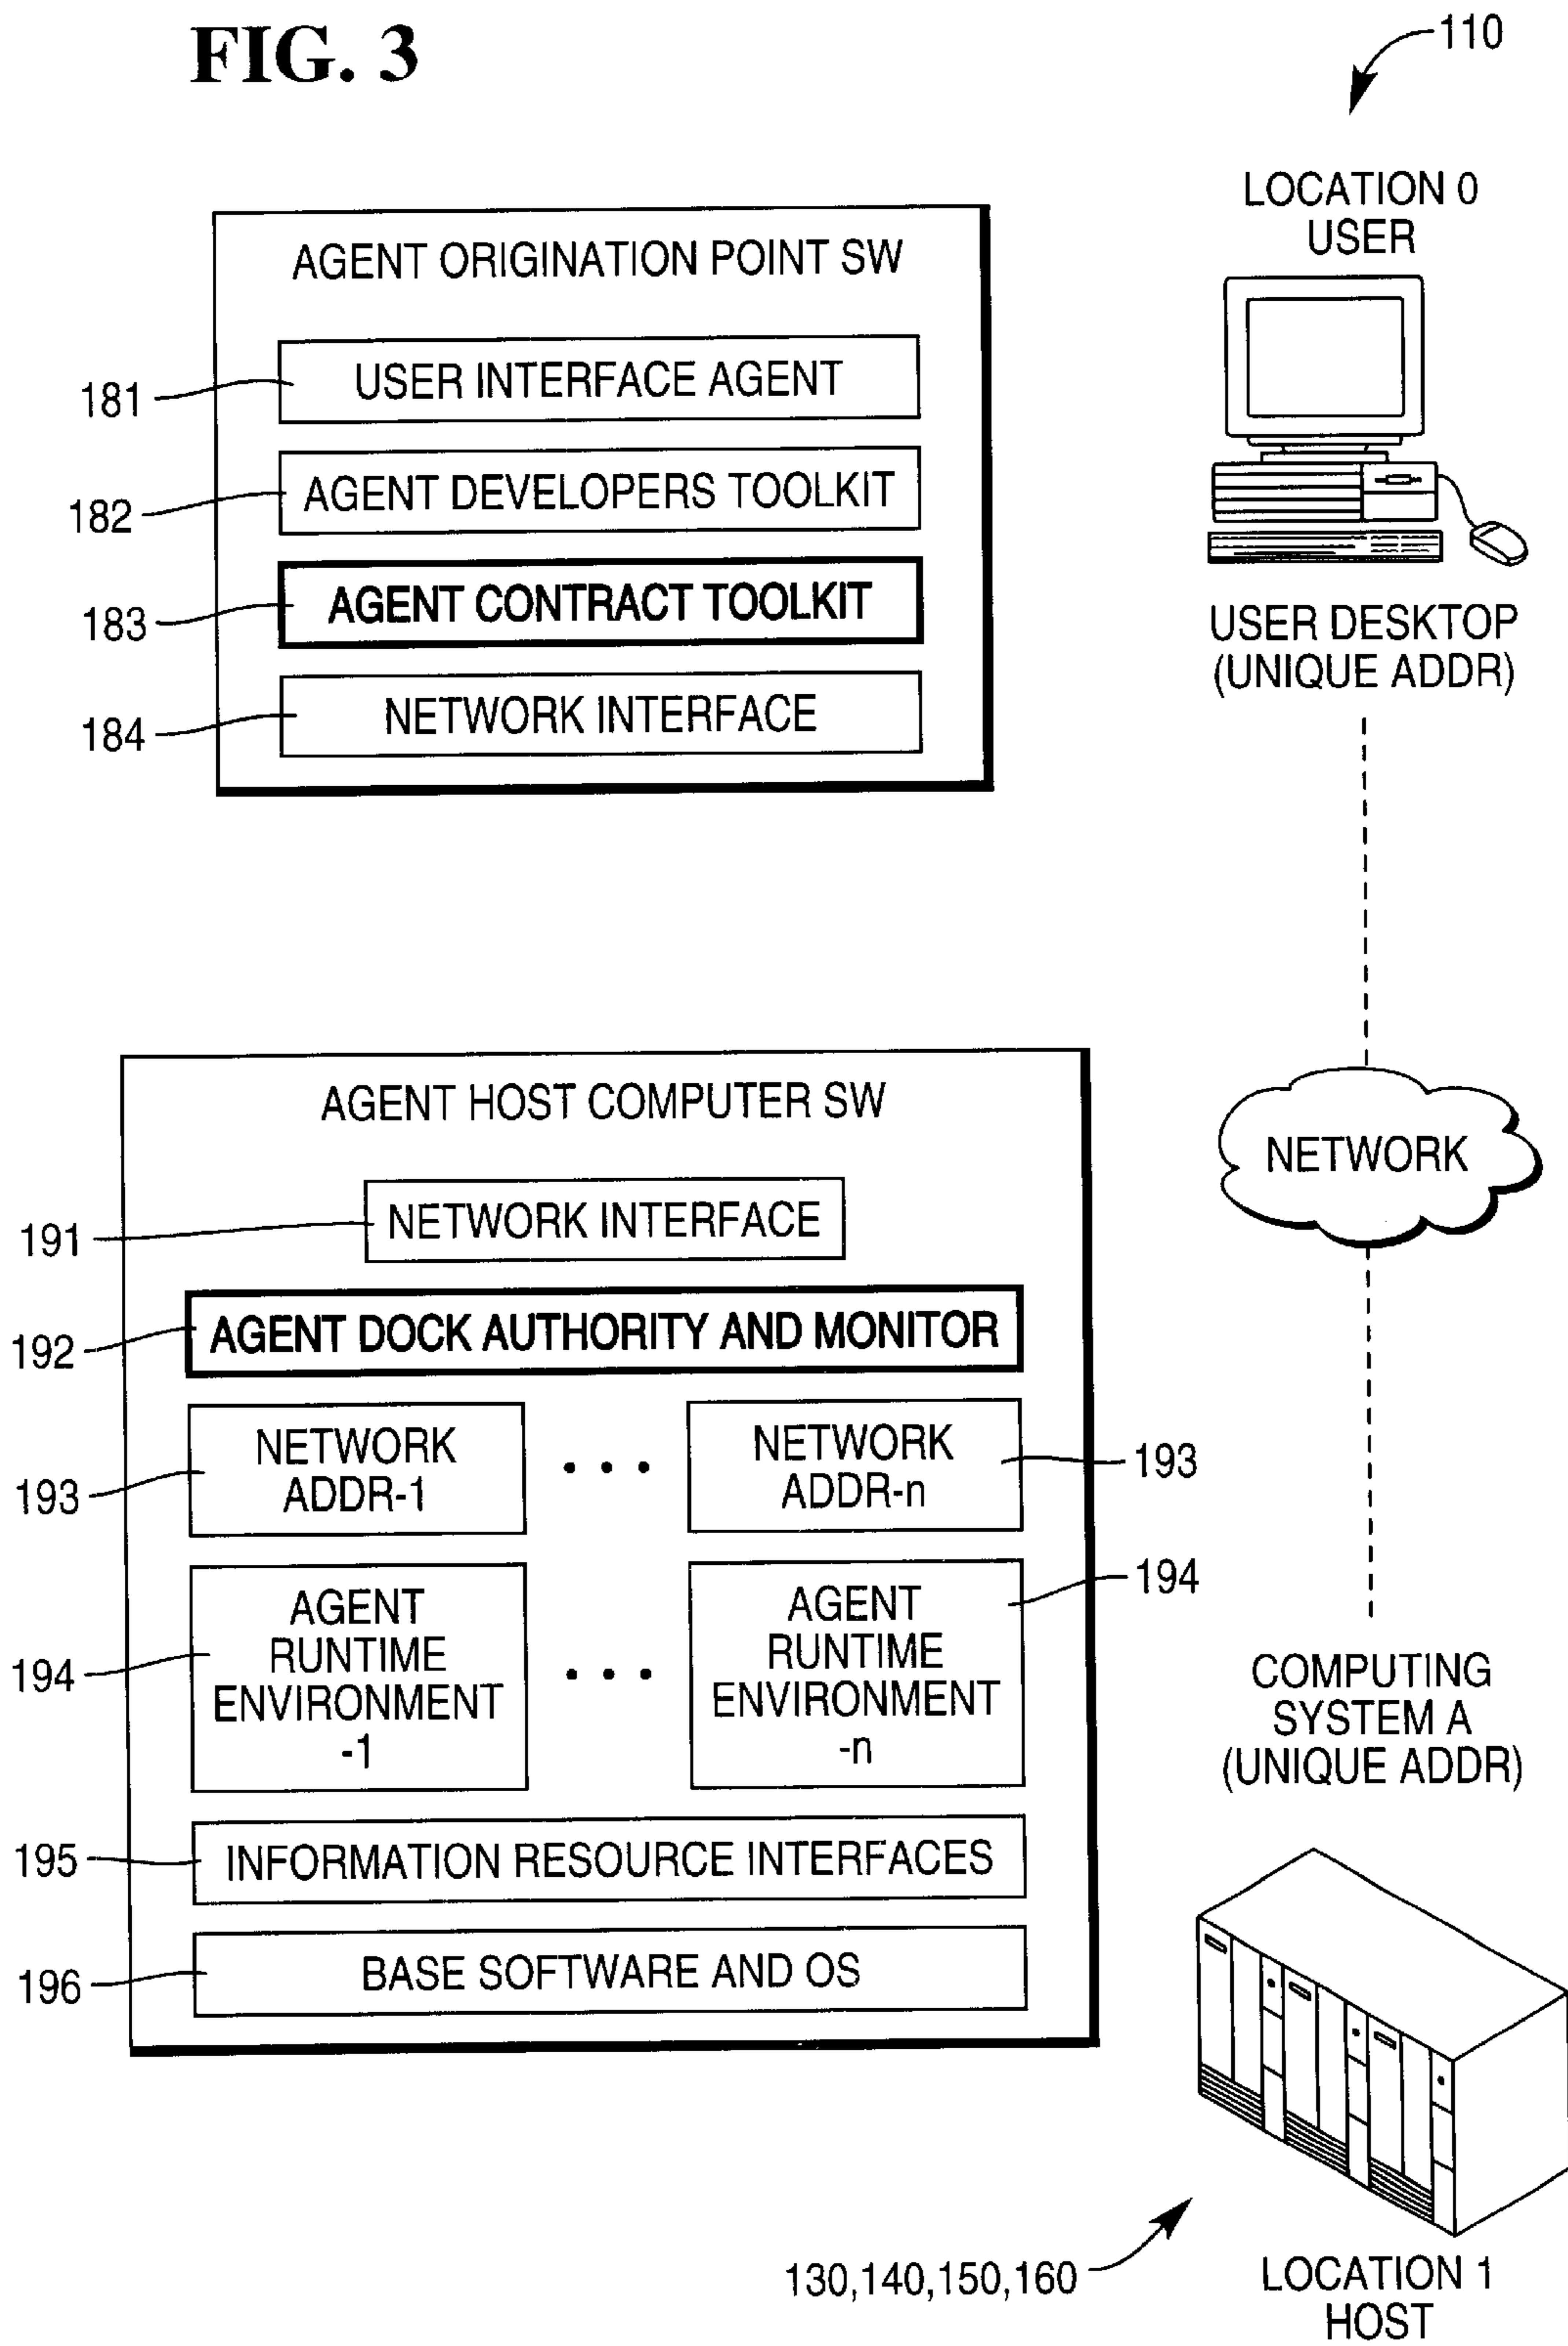 FIG. 3
110
LOCATION 0
USER
AGENT ORIGINATION POINT SW
181
USER INTERFACE AGENT
182
AGENT DEVELOPERS TOOLKIT
183
AGENT CONTRACT TOOLKIT
184
NETWORK INTERFACE
USER DESKTOP
(UNIQUE ADDR)
NETWORK
AGENT HOST COMPUTER SW
191
NETWORK INTERFACE
192
AGENT DOCK AUTHORITY AND MONITOR
193
NETWORK
ADDR-1
• • •
NETWORK
ADDR-n
193
194
AGENT
RUNTIME
ENVIRONMENT
-1
• • •
AGENT
RUNTIME
ENVIRONMENT
-n
194
195
INFORMATION RESOURCE INTERFACES
196
BASE SOFTWARE AND OS
COMPUTING
SYSTEM A
(UNIQUE ADDR)
130,140,150,160
LOCATION 1
HOST